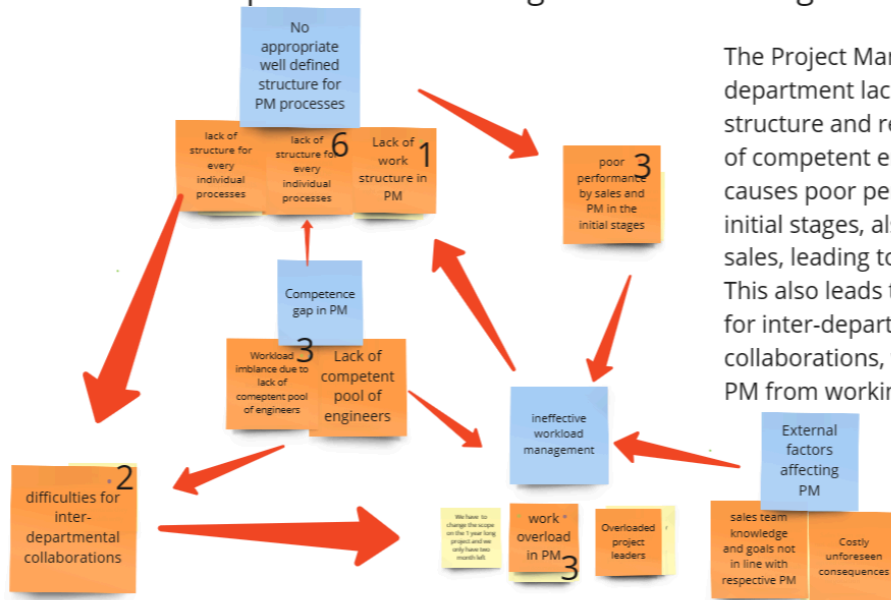 No
appropriate
well defined
structure for
PM processes
lack of
structure for
every
individual
processes
lack of
structure for
every
individual
processes
6
Lack of
work
structure in
PM
1
poor
performance
by sales and
PM in the
initial stages
3
Competence
gap in PM
Workload
imblance due to
lack of
comeptent pool
of engineers
3
Lack of
competent
pool of
engineers
difficulties for
inter-
departmental
collaborations
2
ineffective
workload
management
We have to
change the scope
on the 1 year long
project and we
only have two
month left
work
overload
in PM
3
Overloaded
project
leaders
External
factors
affecting
PM
sales team
knowledge
and goals not
in line with
respective PM
Costly
unforeseen
consequences
The Project Mar
department lac
structure and re
of competent e
causes poor pe
initial stages, al
sales, leading to
This also leads t
for inter-depart
collaborations,
PM from workin